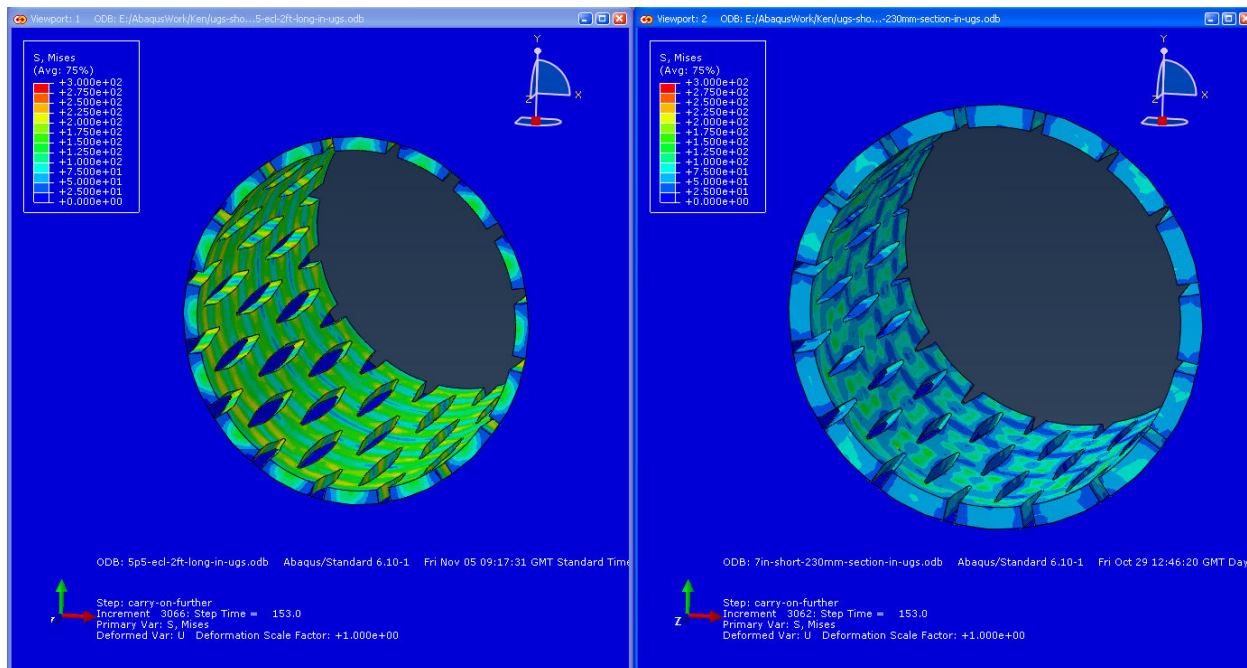 Viewport: 1 ODB: E:/AbaqusWork/Ken/ugs-sho...5-ecl-2ft-long-in-ugs.odb
S, Mises
(Avg: 75%)
+3.000e+02
+2.750e+02
+2.500e+02
+2.250e+02
+2.000e+02
+1.750e+02
+1.500e+02
+1.250e+02
+1.000e+02
+7.500e+01
+5.000e+01
+2.500e+01
+0.000e+00
Y
Z
X
ODB: 5p5-ecl-2ft-long-in-ugs.odb Abaqus/Standard 6.10-1 Fri Nov 05 09:17:31 GMT Standard Time
Step: carry-on-further
Increment 3066: Step Time = 153.0
Primary Var: S, Mises
Deformed Var: U Deformation Scale Factor: +1.000e+00
Viewport: 2 ODB: E:/AbaqusWork/Ken/ugs-sho...-230mm-section-in-ugs.odb
S, Mises
(Avg: 75%)
+3.000e+02
+2.750e+02
+2.500e+02
+2.250e+02
+2.000e+02
+1.750e+02
+1.500e+02
+1.250e+02
+1.000e+02
+7.500e+01
+5.000e+01
+2.500e+01
+0.000e+00
Y
Z
X
ODB: 7in-short-230mm-section-in-ugs.odb Abaqus/Standard 6.10-1 Fri Oct 29 12:46:20 GMT Day
Z
Step: carry-on-further
Increment 3062: Step Time = 153.0
Primary Var: S, Mises
Deformed Var: U Deformation Scale Factor: +1.000e+00